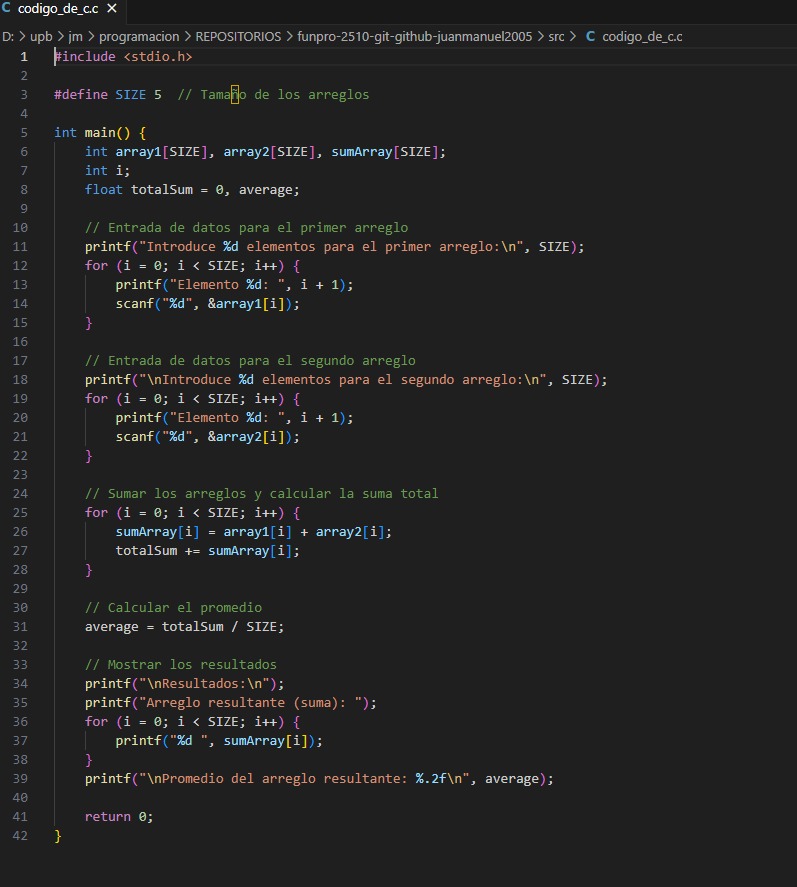 C codigo_de_c.c ×
D: > upb > jm > programacion > REPOSITORIOS > funpro-2510-git-github-juanmanuel2005 > src > C codigo_de_c.c
1 #include <stdio.h>
2
3 #define SIZE 5  // Tamaño de los arreglos
4
5 int main() {
6     int array1[SIZE], array2[SIZE], sumArray[SIZE];
7     int i;
8     float totalSum = 0, average;
9
10     // Entrada de datos para el primer arreglo
11     printf("Introduce %d elementos para el primer arreglo:\n", SIZE);
12     for (i = 0; i < SIZE; i++) {
13         printf("Elemento %d: ", i + 1);
14         scanf("%d", &array1[i]);
15     }
16
17     // Entrada de datos para el segundo arreglo
18     printf("\nIntroduce %d elementos para el segundo arreglo:\n", SIZE);
19     for (i = 0; i < SIZE; i++) {
20         printf("Elemento %d: ", i + 1);
21         scanf("%d", &array2[i]);
22     }
23
24     // Sumar los arreglos y calcular la suma total
25     for (i = 0; i < SIZE; i++) {
26         sumArray[i] = array1[i] + array2[i];
27         totalSum += sumArray[i];
28     }
29
30     // Calcular el promedio
31     average = totalSum / SIZE;
32
33     // Mostrar los resultados
34     printf("\nResultados:\n");
35     printf("Arreglo resultante (suma): ");
36     for (i = 0; i < SIZE; i++) {
37         printf("%d ", sumArray[i]);
38     }
39     printf("\nPromedio del arreglo resultante: %.2f\n", average);
40
41     return 0;
42 }